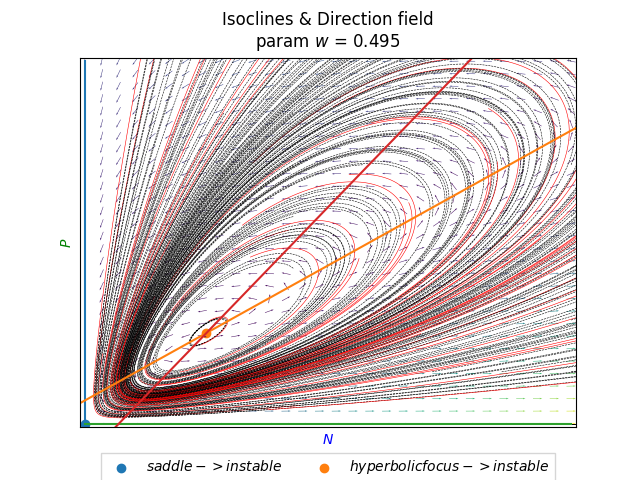 Isoclines & Direction field
param w = 0.495
P
N
saddle − > instable
hyperbolicfocus − > instable